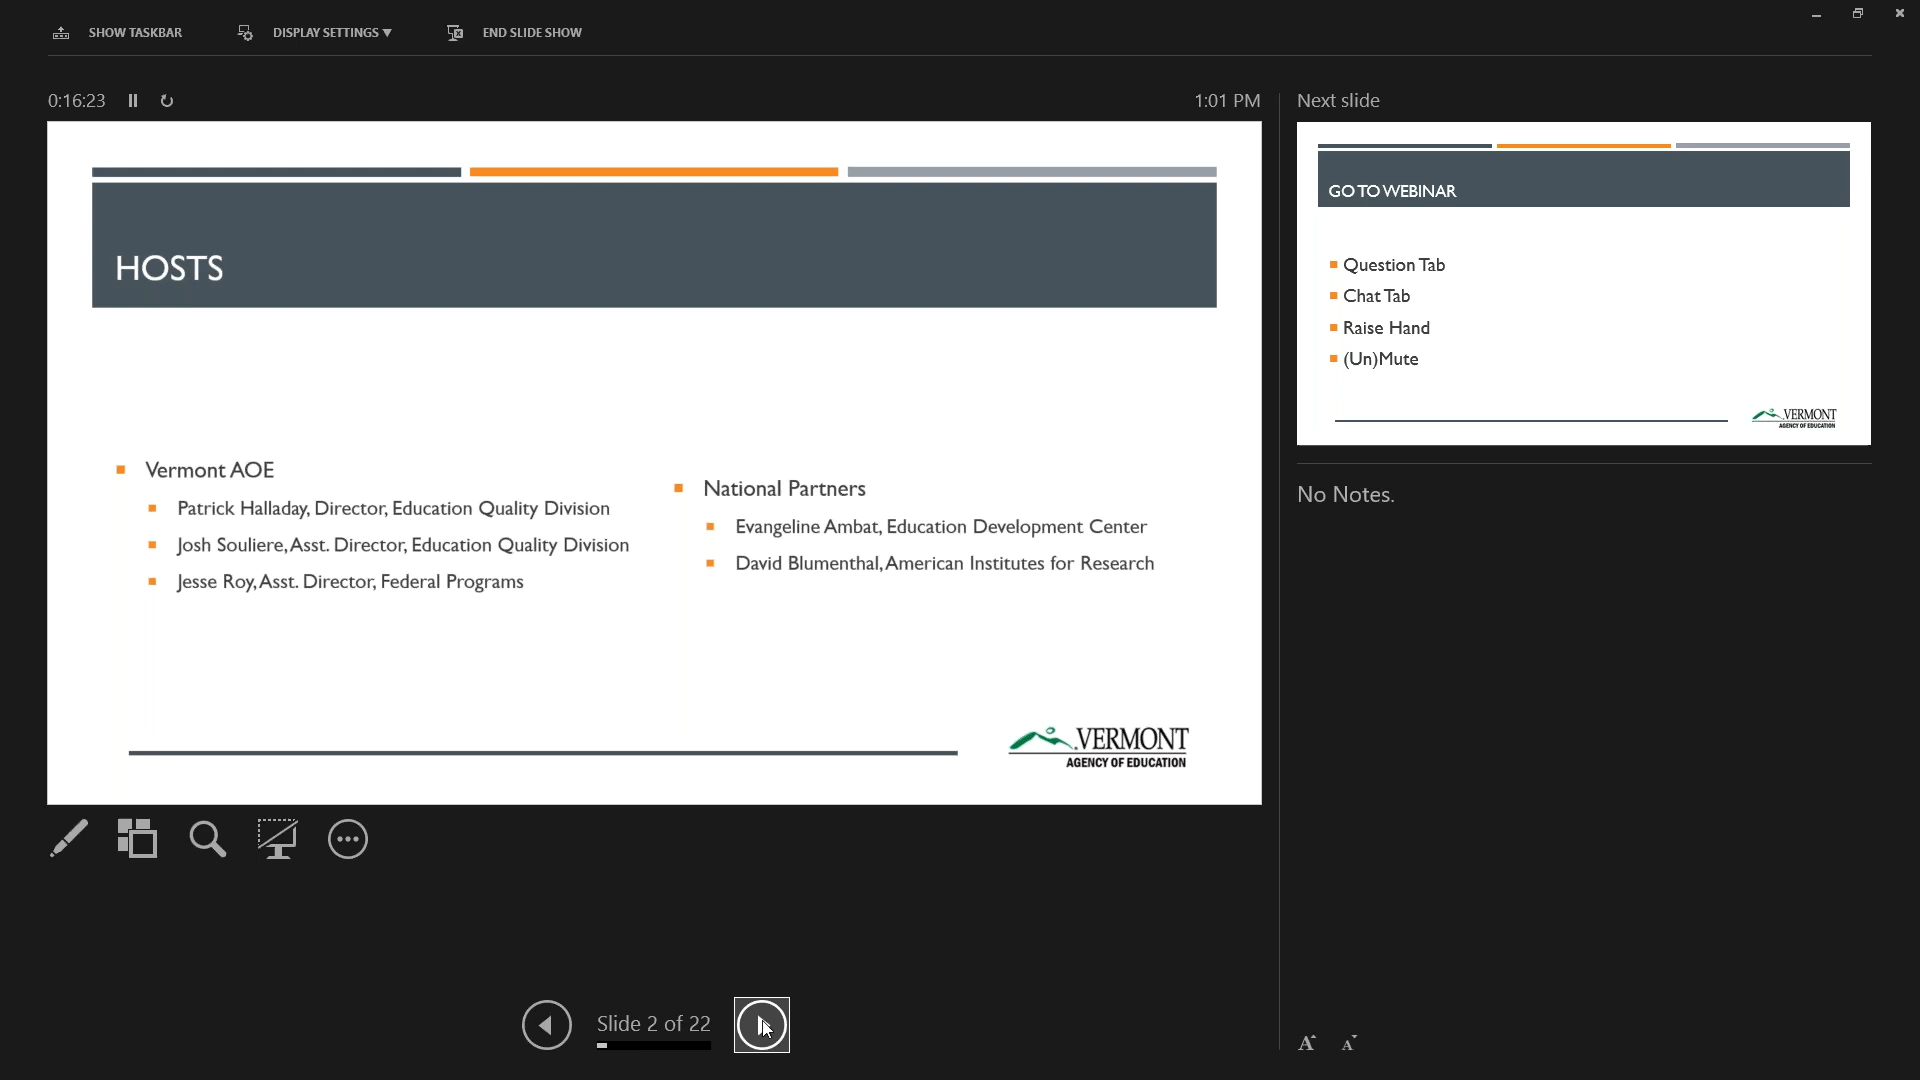 SHOW TASKBAR
DISPLAY SETTINGS ▼
END SLIDE SHOW
0:16:23
1:01 PM
HOSTS
Vermont AOE
Patrick Halladay, Director, Education Quality Division
Josh Souliere, Asst. Director, Education Quality Division
Jesse Roy, Asst. Director, Federal Programs
National Partners
Evangeline Ambat, Education Development Center
David Blumenthal, American Institutes for Research
VERMONT
AGENCY OF EDUCATION
Slide 2 of 22
Next slide
GO TO WEBINAR
Question Tab
Chat Tab
Raise Hand
(Un)Mute
VERMONT
AGENCY OF EDUCATION
No Notes.
A A